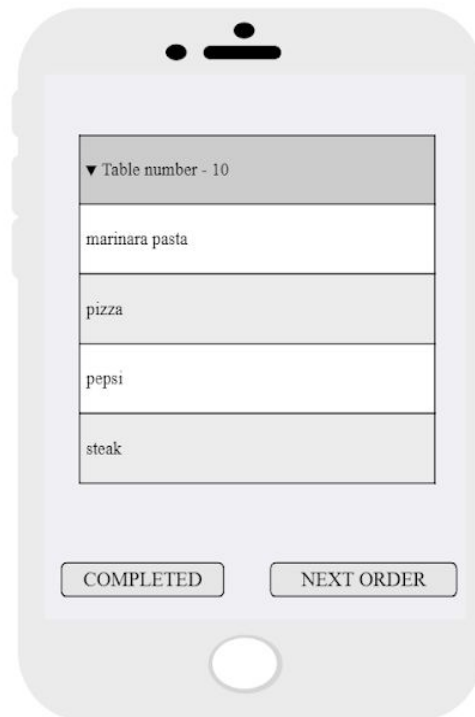 ▼ Table number - 10
marinara pasta
pizza
pepsi
steak
COMPLETED
NEXT ORDER